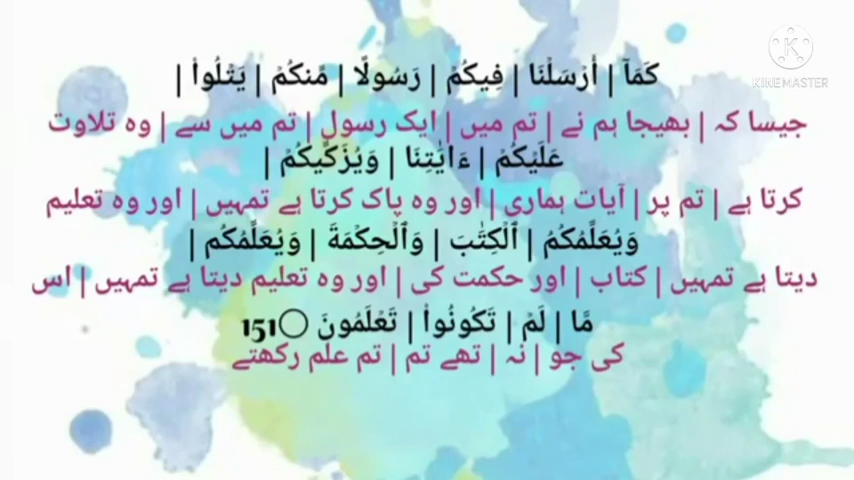 KINEMASTER
كَمَآ | أَرْسَلْنَا | فِيكُمْ | رَسُولًا | مِّنكُمْ | يَتْلُوا۟ |
جیسا کہ | بھیجا ہم نے | تم میں | ایک رسول | تم میں سے | وہ تلاوت
عَلَيْكُمْ | ءَايَٰتِنَا | وَيُزَكِّيكُمْ |
کرتا ہے | تم پر | آیات ہماری | اور وہ پاک کرتا ہے تمہیں | اور وہ تعلیم
وَيُعَلِّمُكُمُ | ٱلْكِتَٰبَ | وَٱلْحِكْمَةَ | وَيُعَلِّمُكُم |
دیتا ہے تمہیں | کتاب | اور حکمت کی | اور وہ تعلیم دیتا ہے تمہیں | اس
مَّا | لَمْ | تَكُونُوا۟ | تَعْلَمُونَ ○151
کی جو | نہ | تھے تم | تم علم رکھتے